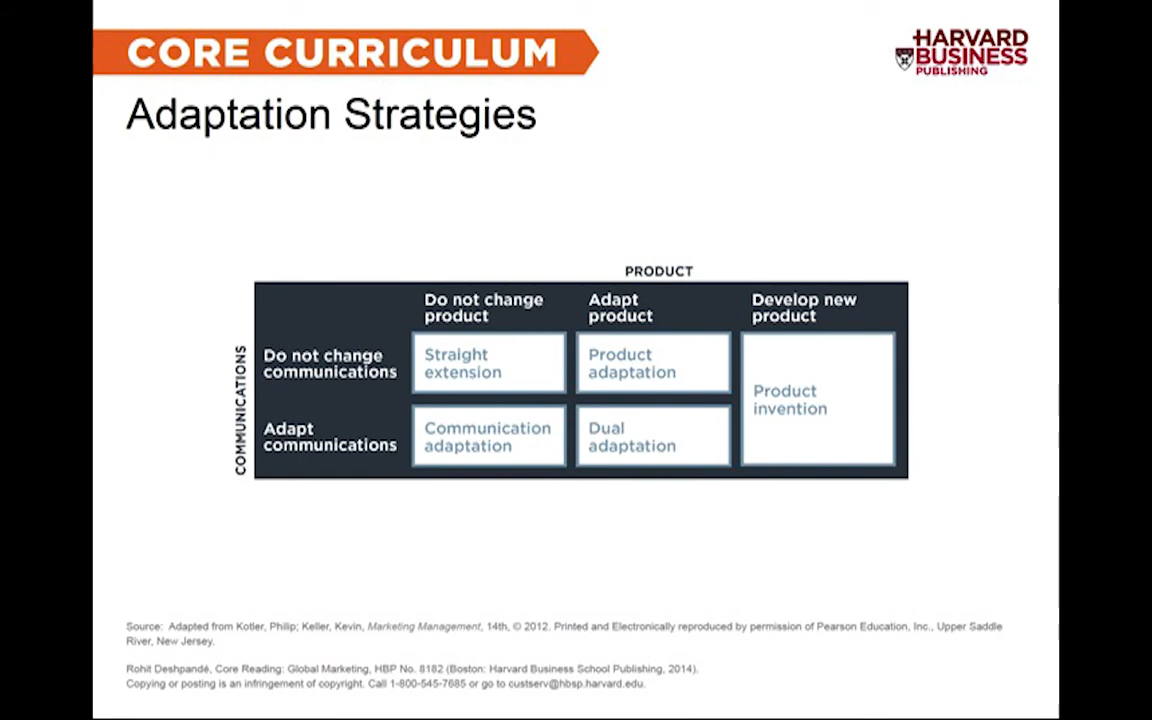 CORE CURRICULUM
HARVARD
BUSINESS
PUBLISHING
Adaptation Strategies
PRODUCT
Do not change
product
Adapt
product
Develop new
product
COMMUNICATIONS
Do not change
communications
Straight
extension
Product
adaptation
Product
invention
Adapt
communications
Communication
adaptation
Dual
adaptation
Source: Adapted from Kotler, Philip; Keller, Kevin, Marketing Management, 14th, © 2012. Printed and Electronically reproduced by permission of Pearson Education, Inc., Upper Saddle
River, New Jersey.
Rohit Deshpandé, Core Reading: Global Marketing, HBP No. 8182 (Boston: Harvard Business School Publishing, 2014).
Copying or posting is an infringement of copyright. Call 1-800-545-7685 or go to custserv@hbsp.harvard.edu.